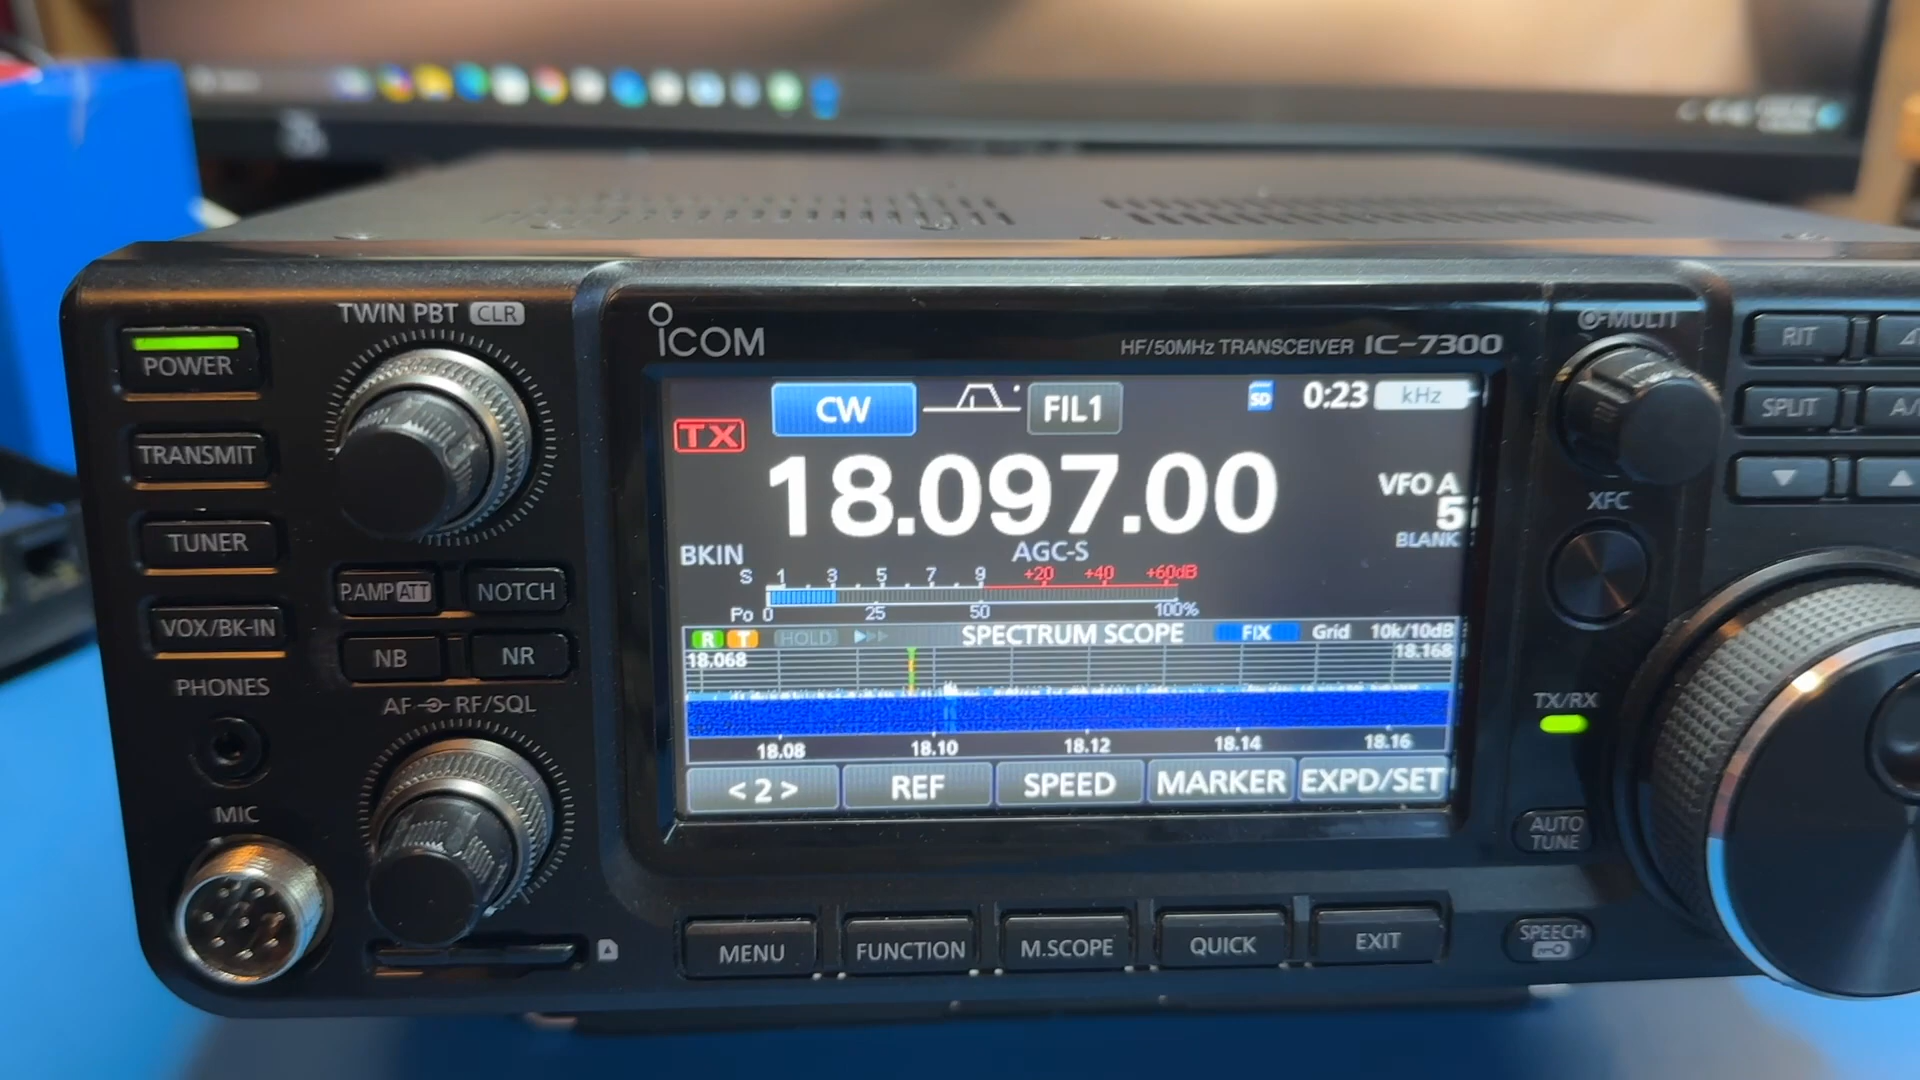 TWIN PBT CLR
POWER
TRANSMIT
TUNER
P.AMP ATT
NOTCH
VOX/BK-IN
NB
NR
PHONES
AF RF/SQL
MIC
ICOM
HF/50MHz TRANSCEIVER IC-7300
CW
FIL1
SD
0:23
kHz
TX
18.097.00
VFO A
5
BKIN
AGC-S
BLANK
S 1 3 5 7 9 +20 +40 +60dB
Po 0 25 50 100%
R T HOLD SPECTRUM SCOPE FIX Grid 10k/10dB
18.068 18.168
18.08 18.10 18.12 18.14 18.16
< 2 > REF SPEED MARKER EXPD/SET
MENU
FUNCTION
M.SCOPE
QUICK
EXIT
MULTI
RIT
SPLIT
A/
XFC
TX/RX
AUTO
TUNE
SPEECH